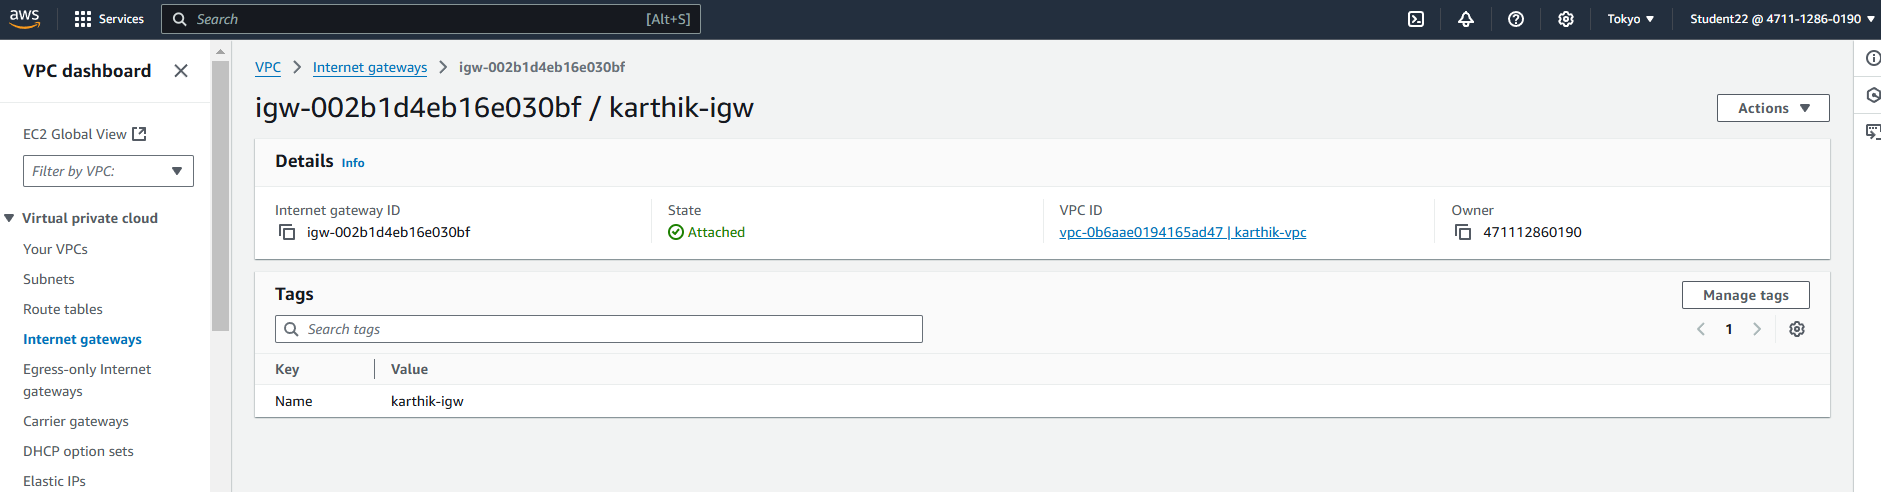 aws
Services
Search
[Alt+S]
Tokyo
Student22 @ 4711-1286-0190
VPC dashboard
EC2 Global View
Filter by VPC:
Virtual private cloud
Your VPCs
Subnets
Route tables
Internet gateways
Egress-only Internet
gateways
Carrier gateways
DHCP option sets
Elastic IPs
VPC
Internet gateways
igw-002b1d4eb16e030bf
igw-002b1d4eb16e030bf / karthik-igw
Actions
Details Info
Internet gateway ID
igw-002b1d4eb16e030bf
State
Attached
VPC ID
vpc-0b6aae0194165ad47 | karthik-vpc
Owner
471112860190
Tags
Manage tags
Search tags
1
Key Value
Name karthik-igw